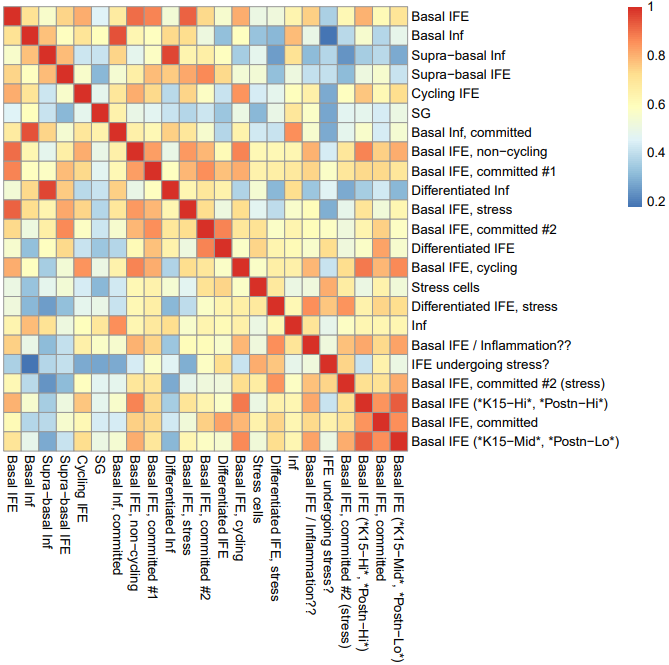 Basal IFE
Basal Inf
Supra−basal Inf
Supra−basal IFE
Cycling IFE
SG
Basal Inf, committed
Basal IFE, non−cycling
Basal IFE, committed #1
Differentiated Inf
Basal IFE, stress
Basal IFE, committed #2
Differentiated IFE
Basal IFE, cycling
Stress cells
Differentiated IFE, stress
Inf
Basal IFE / Inflammation??
IFE undergoing stress?
Basal IFE, committed #2 (stress)
Basal IFE (*K15−Hi*, *Postn−Hi*)
Basal IFE, committed
Basal IFE (*K15−Mid*, *Postn−Lo*)
1
0.8
0.6
0.4
0.2
Basal IFE
Basal Inf
Supra−basal Inf
Supra−basal IFE
Cycling IFE
SG
Basal Inf, committed
Basal IFE, non−cycling
Basal IFE, committed #1
Differentiated Inf
Basal IFE, stress
Basal IFE, committed #2
Differentiated IFE
Basal IFE, cycling
Stress cells
Differentiated IFE, stress
Inf
Basal IFE / Inflammation??
IFE undergoing stress?
Basal IFE, committed #2 (stress)
Basal IFE (*K15−Hi*, *Postn−Hi*)
Basal IFE, committed
Basal IFE (*K15−Mid*, *Postn−Lo*)